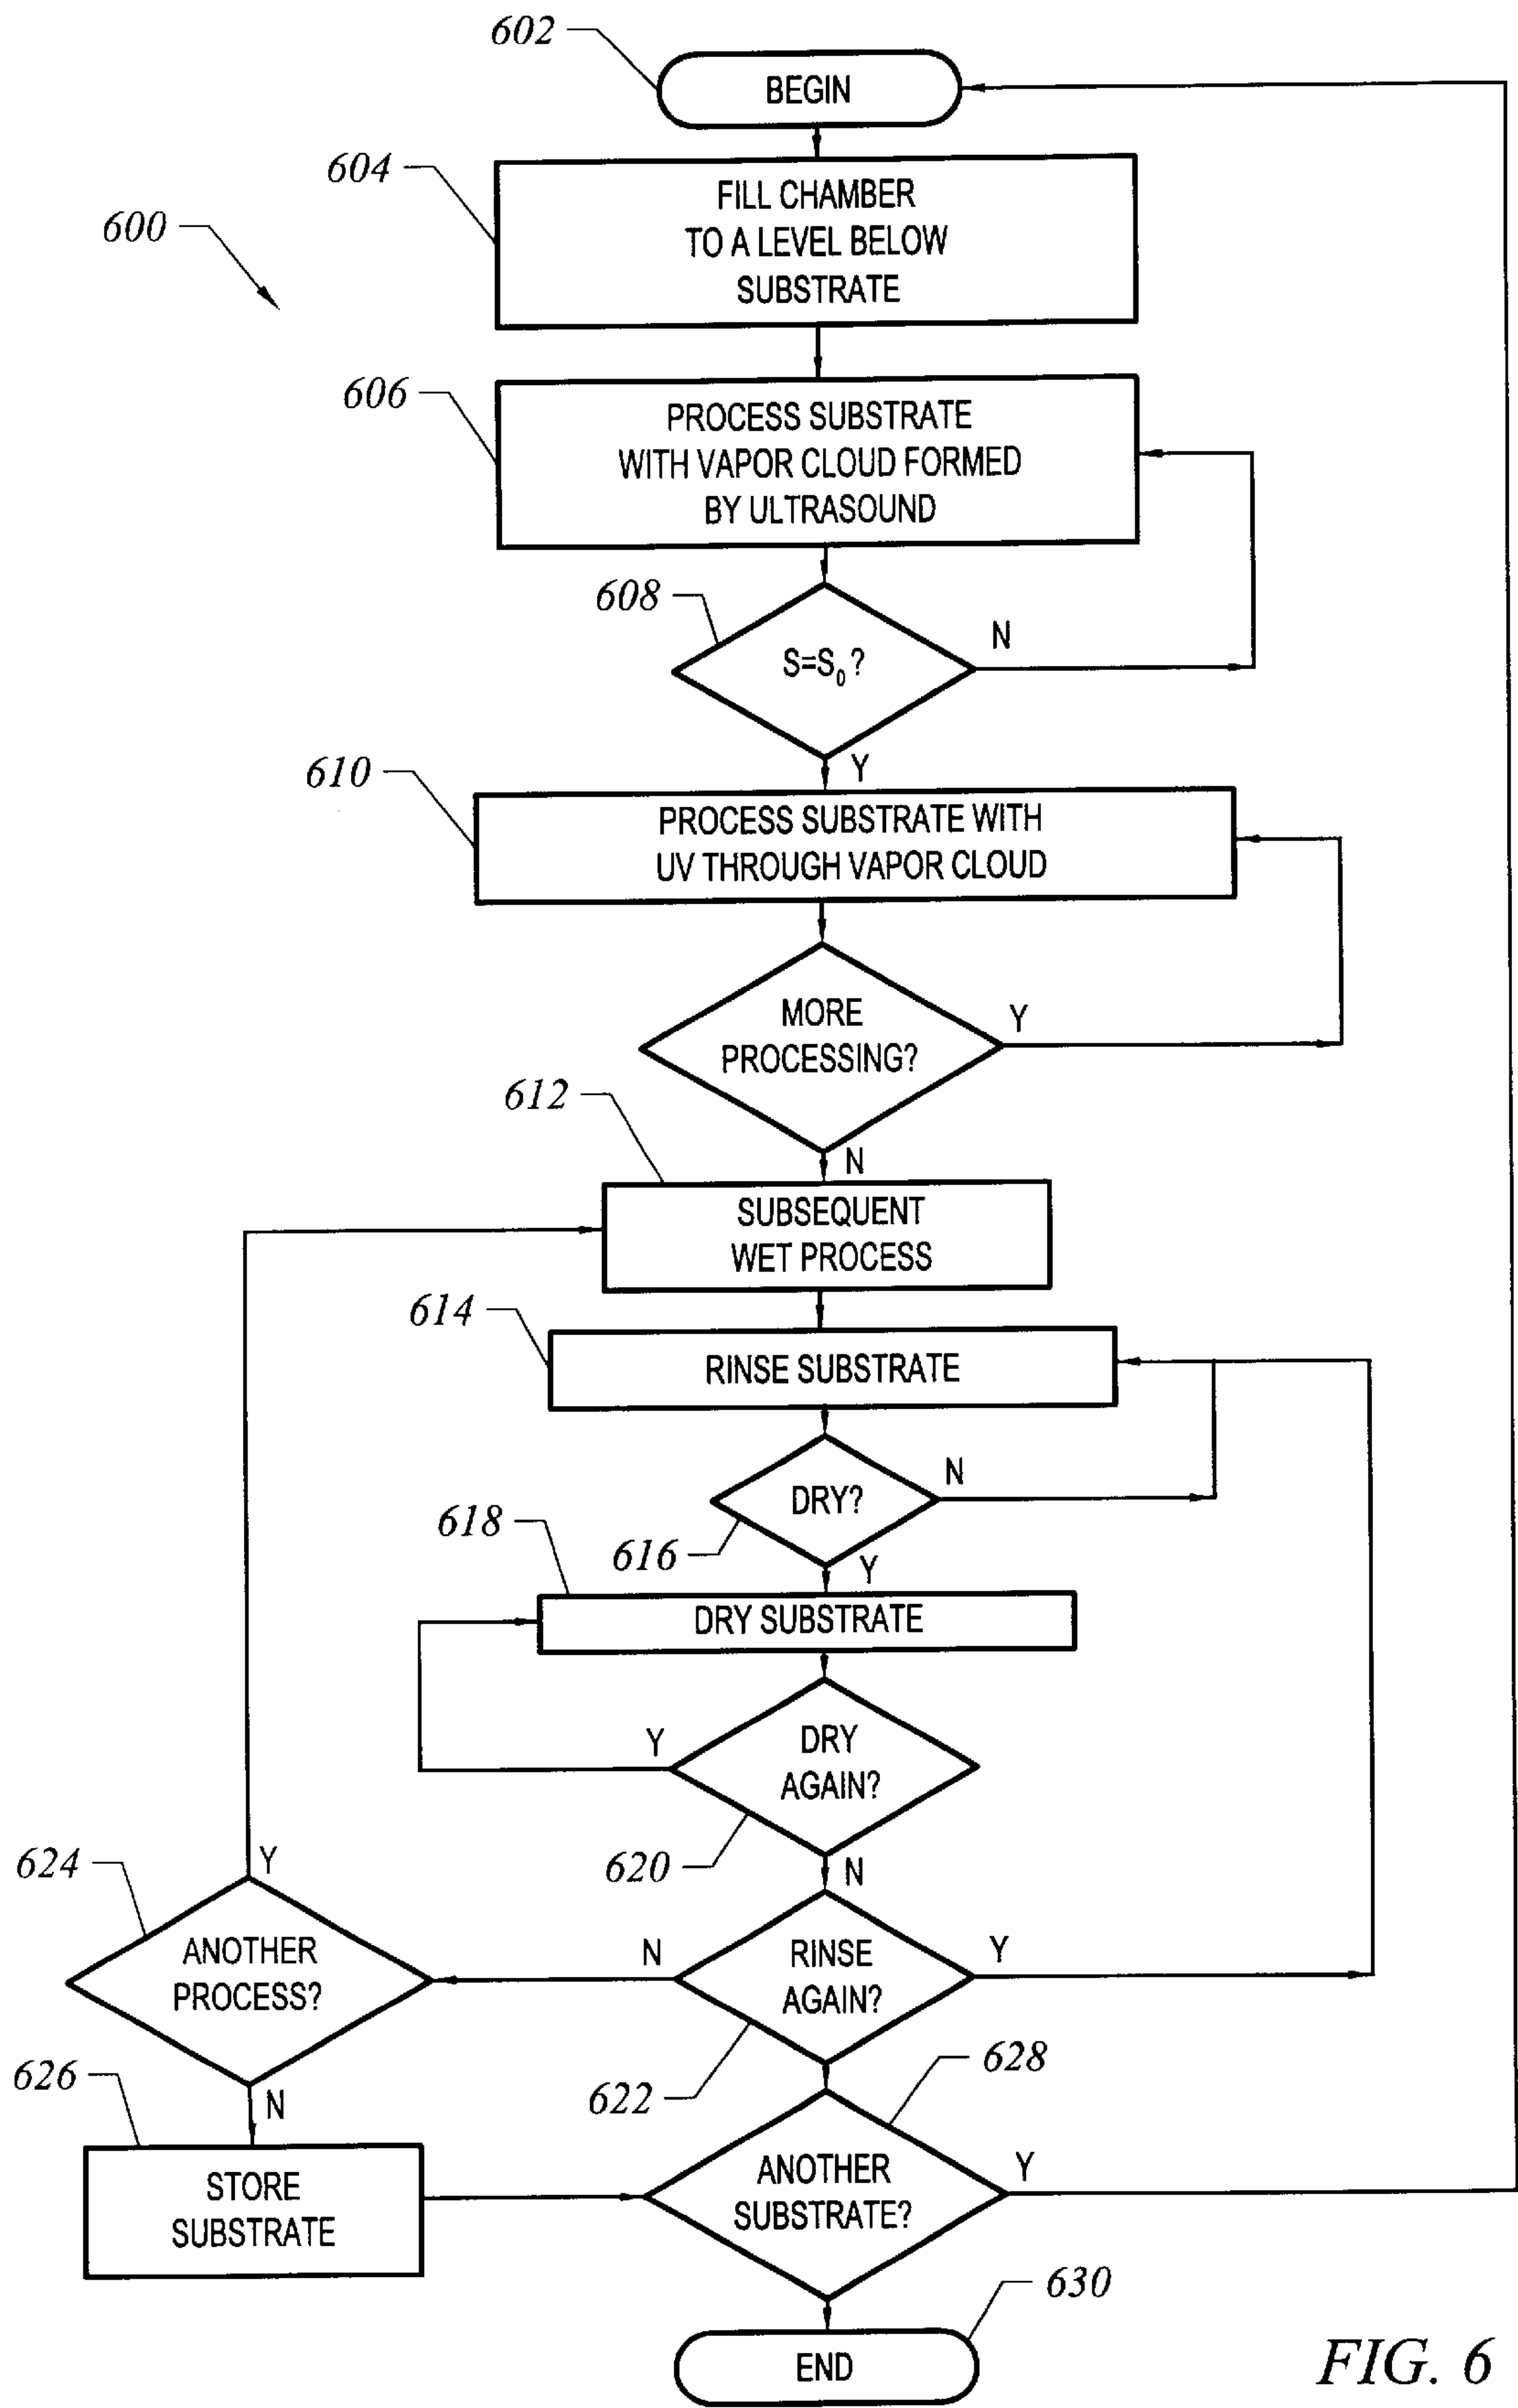 602
BEGIN
604
FILL CHAMBER
TO A LEVEL BELOW
SUBSTRATE
600
606
PROCESS SUBSTRATE
WITH VAPOR CLOUD FORMED
BY ULTRASOUND
608
S=S₀?
N
Y
610
PROCESS SUBSTRATE WITH
UV THROUGH VAPOR CLOUD
MORE
PROCESSING?
Y
N
612
SUBSEQUENT
WET PROCESS
614
RINSE SUBSTRATE
DRY?
N
616
Y
618
DRY SUBSTRATE
Y
DRY
AGAIN?
620
N
624
Y
ANOTHER
PROCESS?
N
RINSE
AGAIN?
Y
622
628
626
N
STORE
SUBSTRATE
ANOTHER
SUBSTRATE?
Y
630
END
FIG. 6